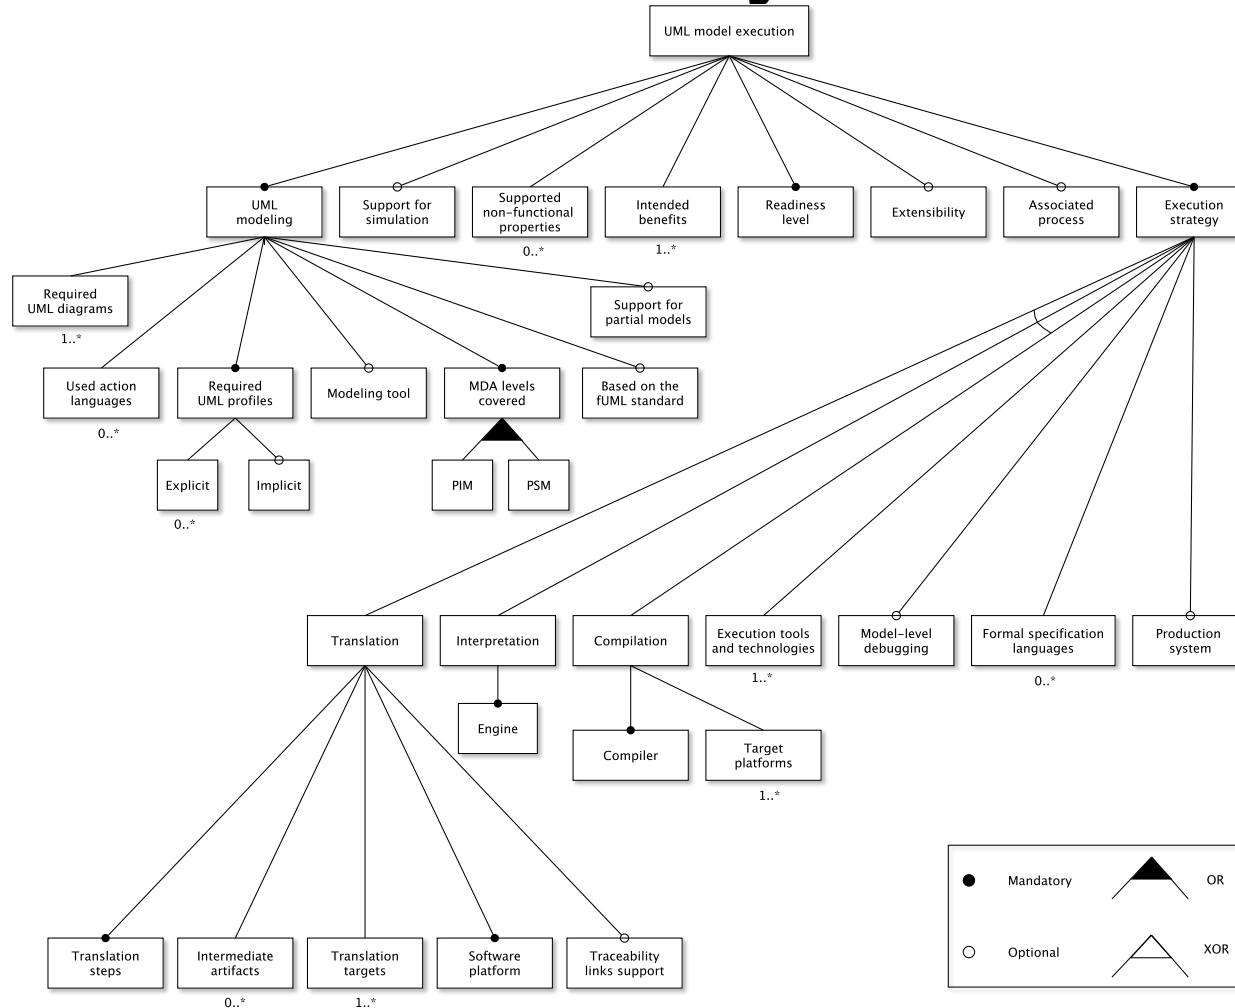 UML model execution
UML
modeling
Support for
simulation
Supported
non-functional
properties
0..*
Intended
benefits
1..*
Readiness
level
Extensibility
Associated
process
Execution
strategy
Required
UML diagrams
1..*
Support for
partial models
Used action
languages
0..*
Required
UML profiles
Modeling tool
MDA levels
covered
Based on the
fUML standard
Explicit
0..*
Implicit
PIM
PSM
Translation
Interpretation
Compilation
Execution tools
and technologies
1..*
Model-level
debugging
Formal specification
languages
0..*
Production
system
Engine
Compiler
Target
platforms
1..*
Translation
steps
Intermediate
artifacts
0..*
Translation
targets
1..*
Software
platform
Traceability
links support
Mandatory
OR
Optional
XOR